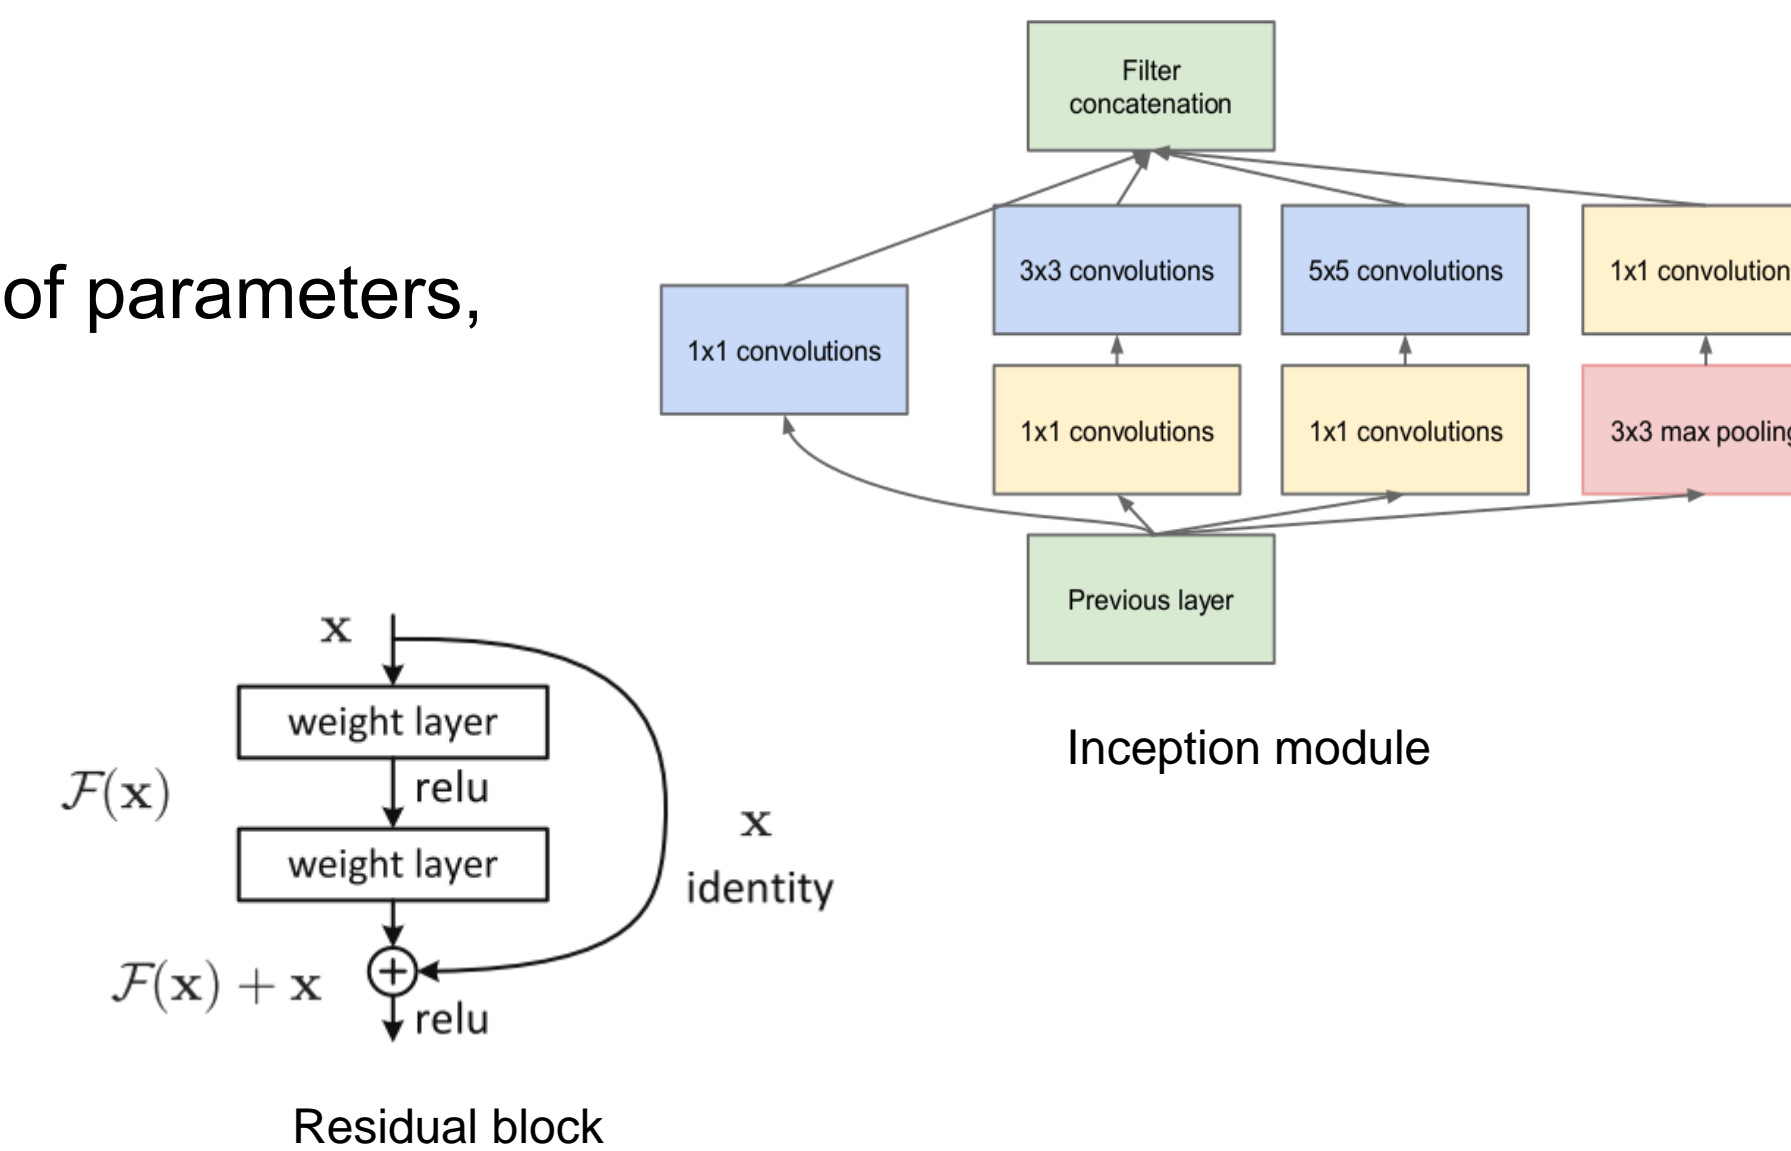 Filter
concatenation
of parameters,
3x3 convolutions
5x5 convolutions
1x1 convolution
1x1 convolutions
1x1 convolutions
1x1 convolutions
3x3 max pooling
Previous layer
Inception module
x
weight layer
relu
F(x)
weight layer
x
identity
F(x) + x
+
relu
Residual block